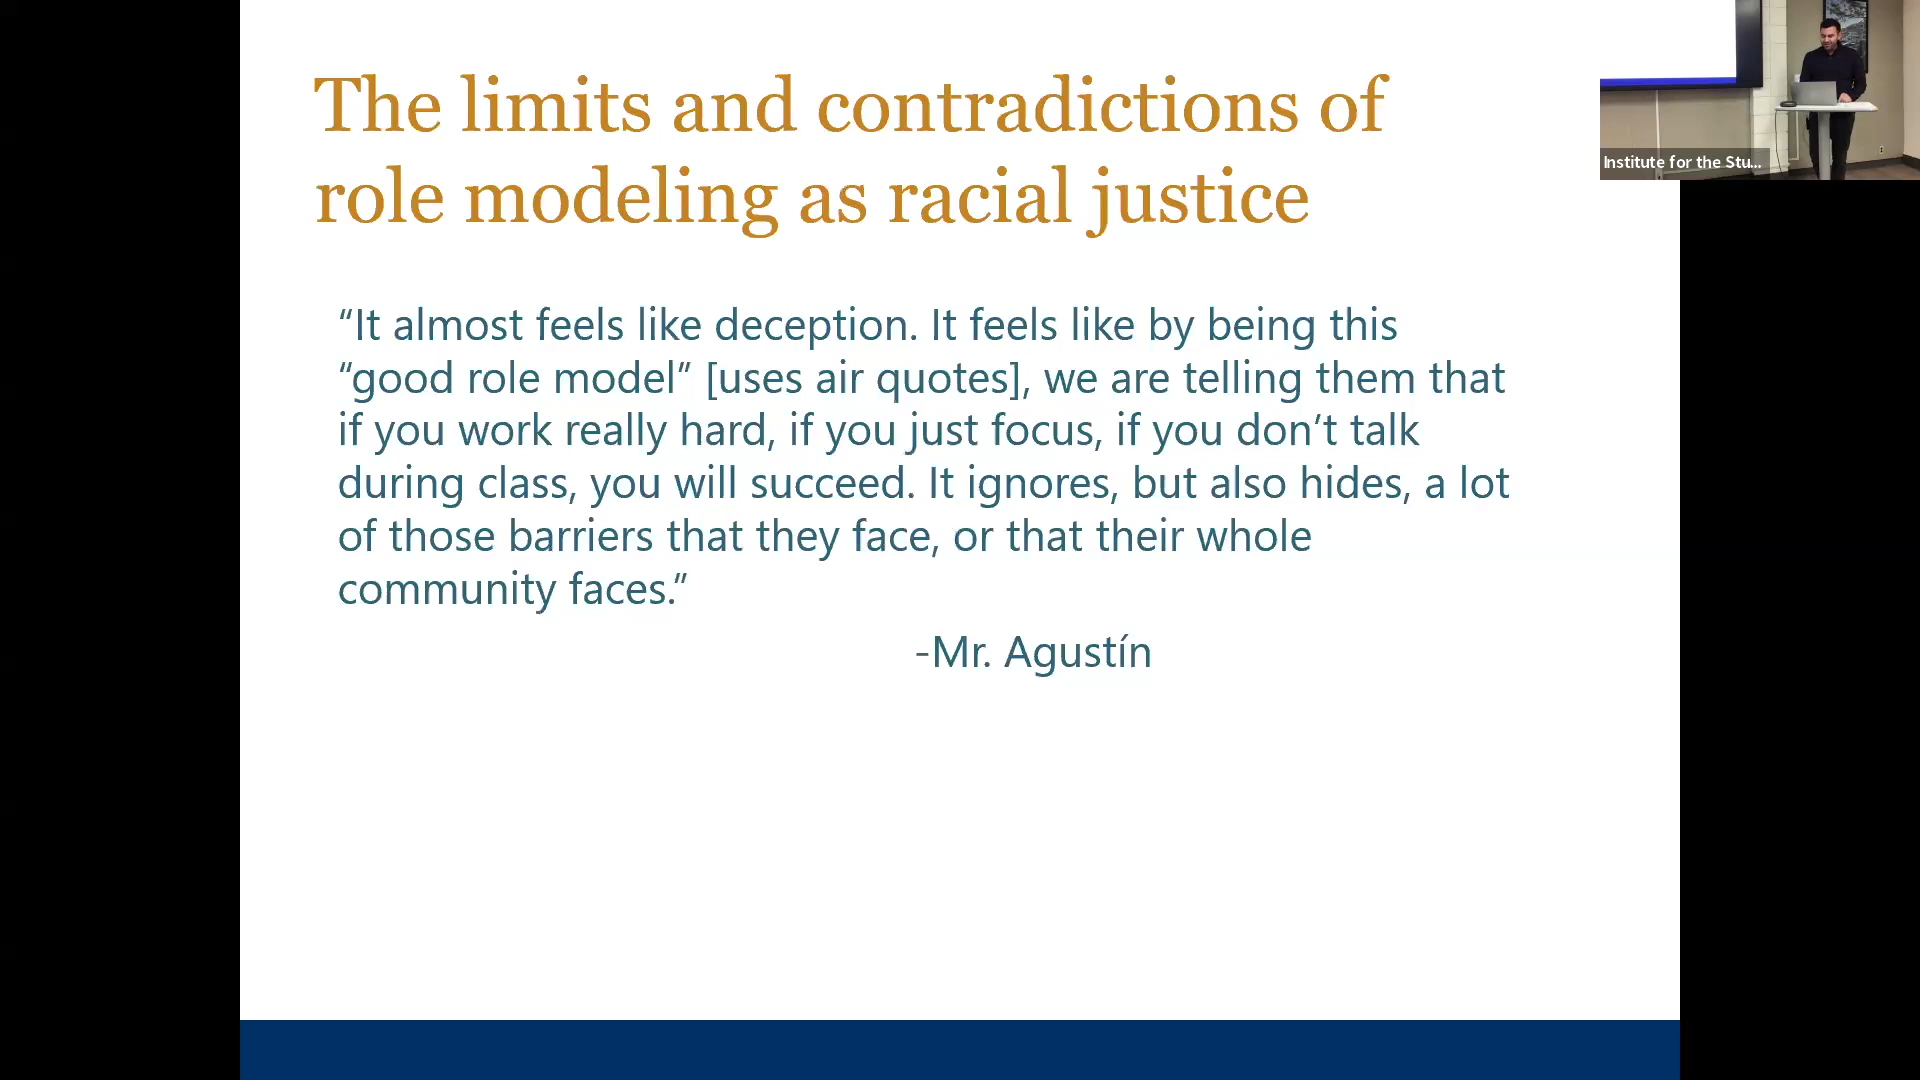 The limits and contradictions of
role modeling as racial justice
“It almost feels like deception. It feels like by being this
“good role model” [uses air quotes], we are telling them that
if you work really hard, if you just focus, if you don’t talk
during class, you will succeed. It ignores, but also hides, a lot
of those barriers that they face, or that their whole
community faces.”
-Mr. Agustín
Institute for the Stu...